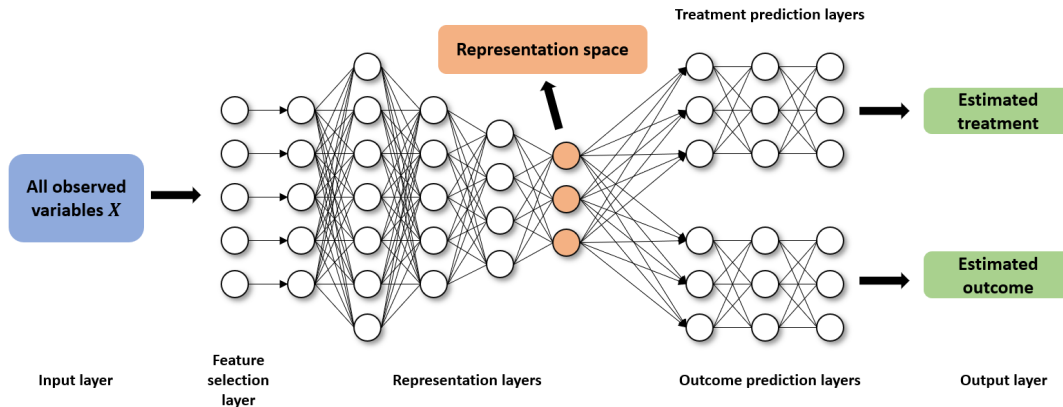 Treatment prediction layers
Representation space
Estimated
treatment
All observed
variables X
Estimated
outcome
Input layer
Feature
selection
layer
Representation layers
Outcome prediction layers
Output layer